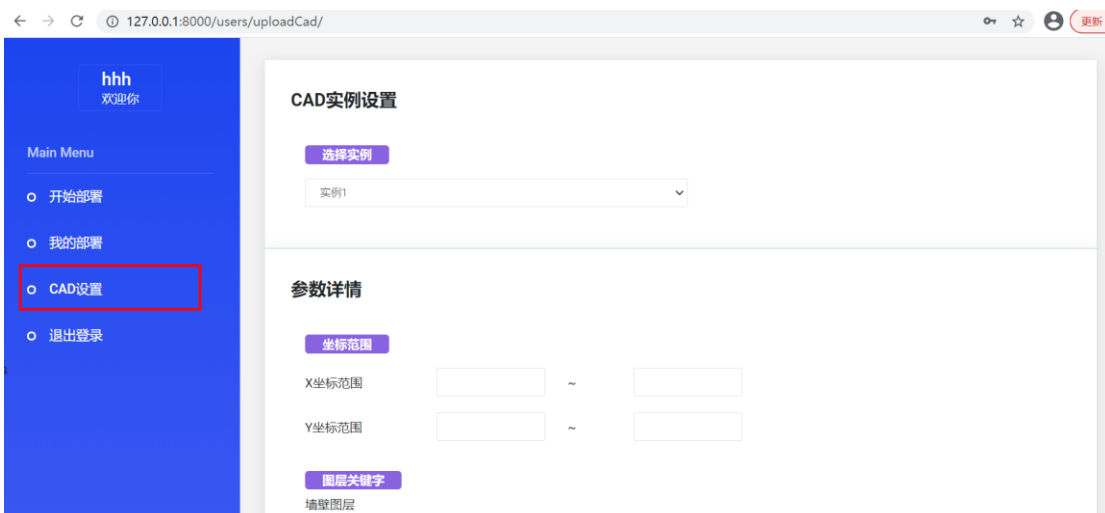 127.0.0.1:8000/users/uploadCad/
更新
hhh
欢迎你
Main Menu
开始部署
我的部署
CAD设置
退出登录
s
CAD实例设置
选择实例
实例1
参数详情
坐标范围
X坐标范围 ~
Y坐标范围 ~
图层关键字
墙壁图层